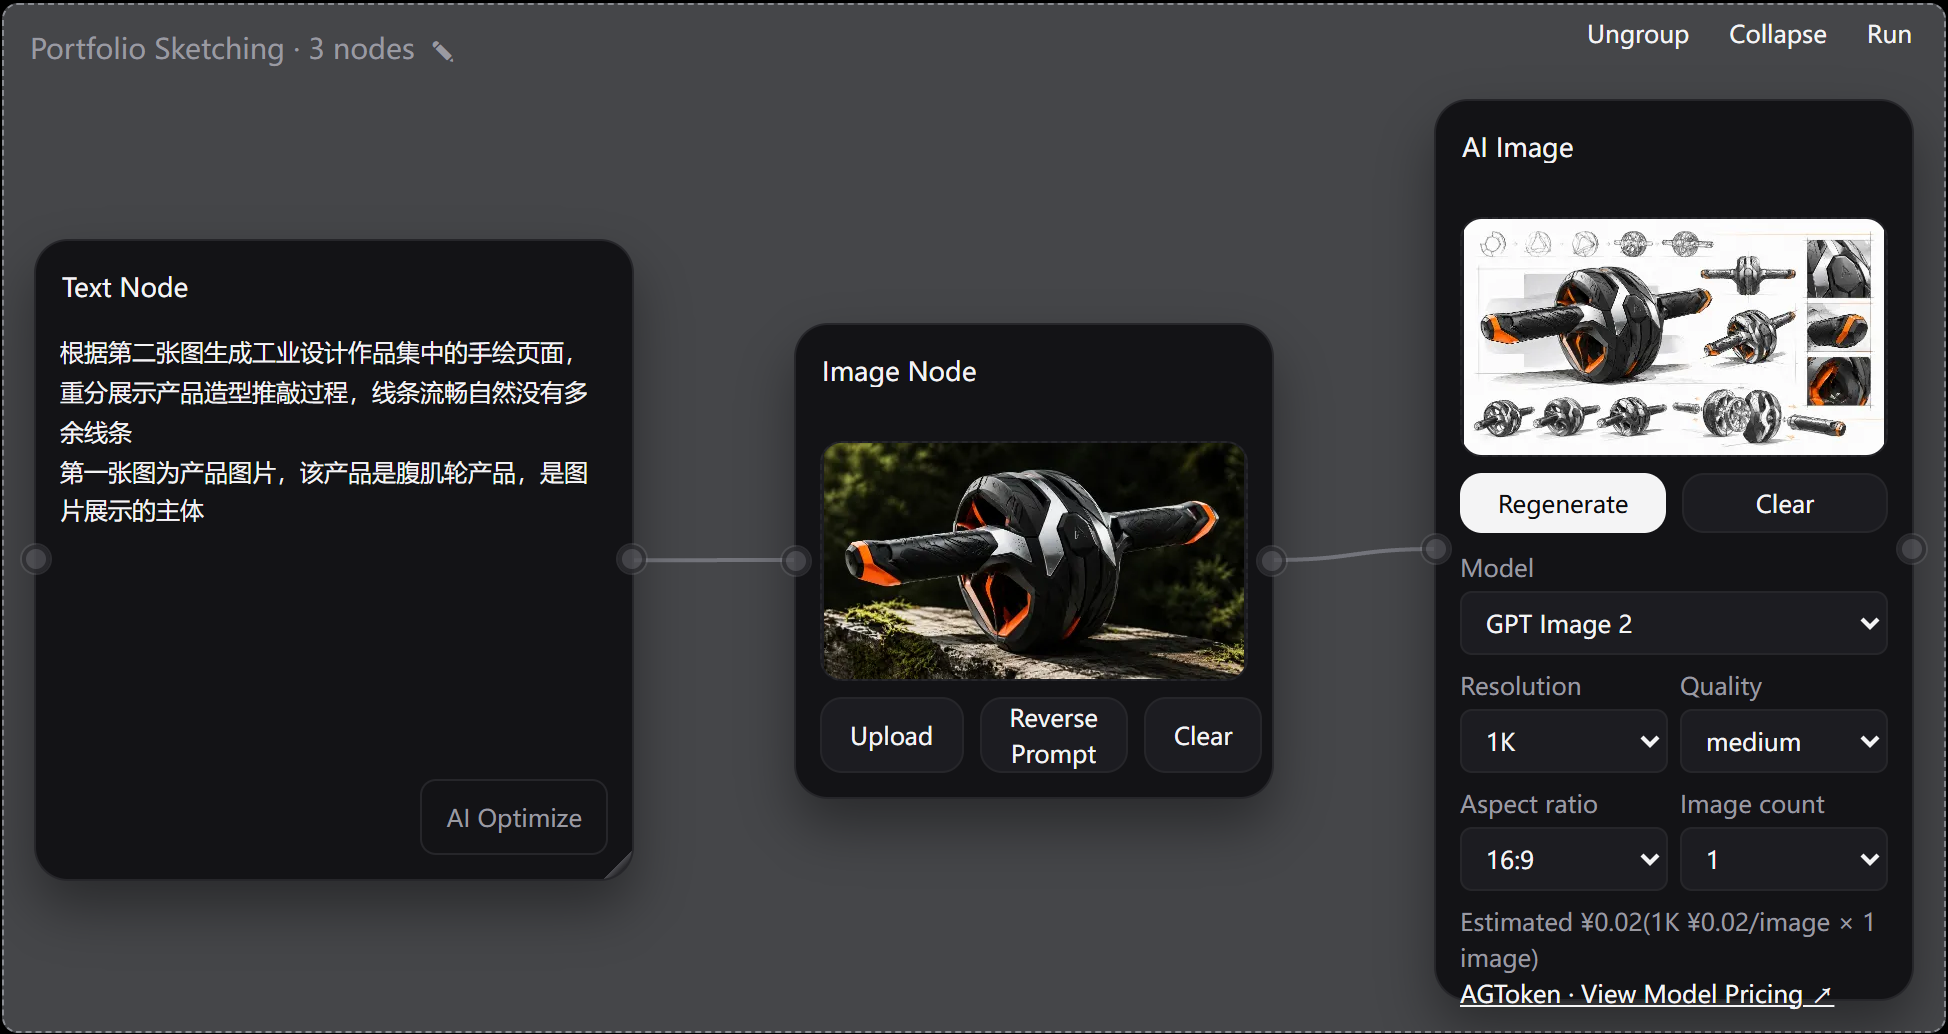 Portfolio Sketching · 3 nodes
Ungroup Collapse Run
Text Node
根据第二张图生成工业设计作品集中的手绘页面，
重分展示产品造型推敲过程，线条流畅自然没有多
余线条
第一张图为产品图片，该产品是腹肌轮产品，是图
片展示的主体
AI Optimize
Image Node
Upload
Reverse
Prompt
Clear
AI Image
Regenerate
Clear
Model
GPT Image 2
Resolution Quality
1K medium
Aspect ratio Image count
16:9 1
Estimated ¥0.02(1K ¥0.02/image × 1
image)
AGToken · View Model Pricing ↗